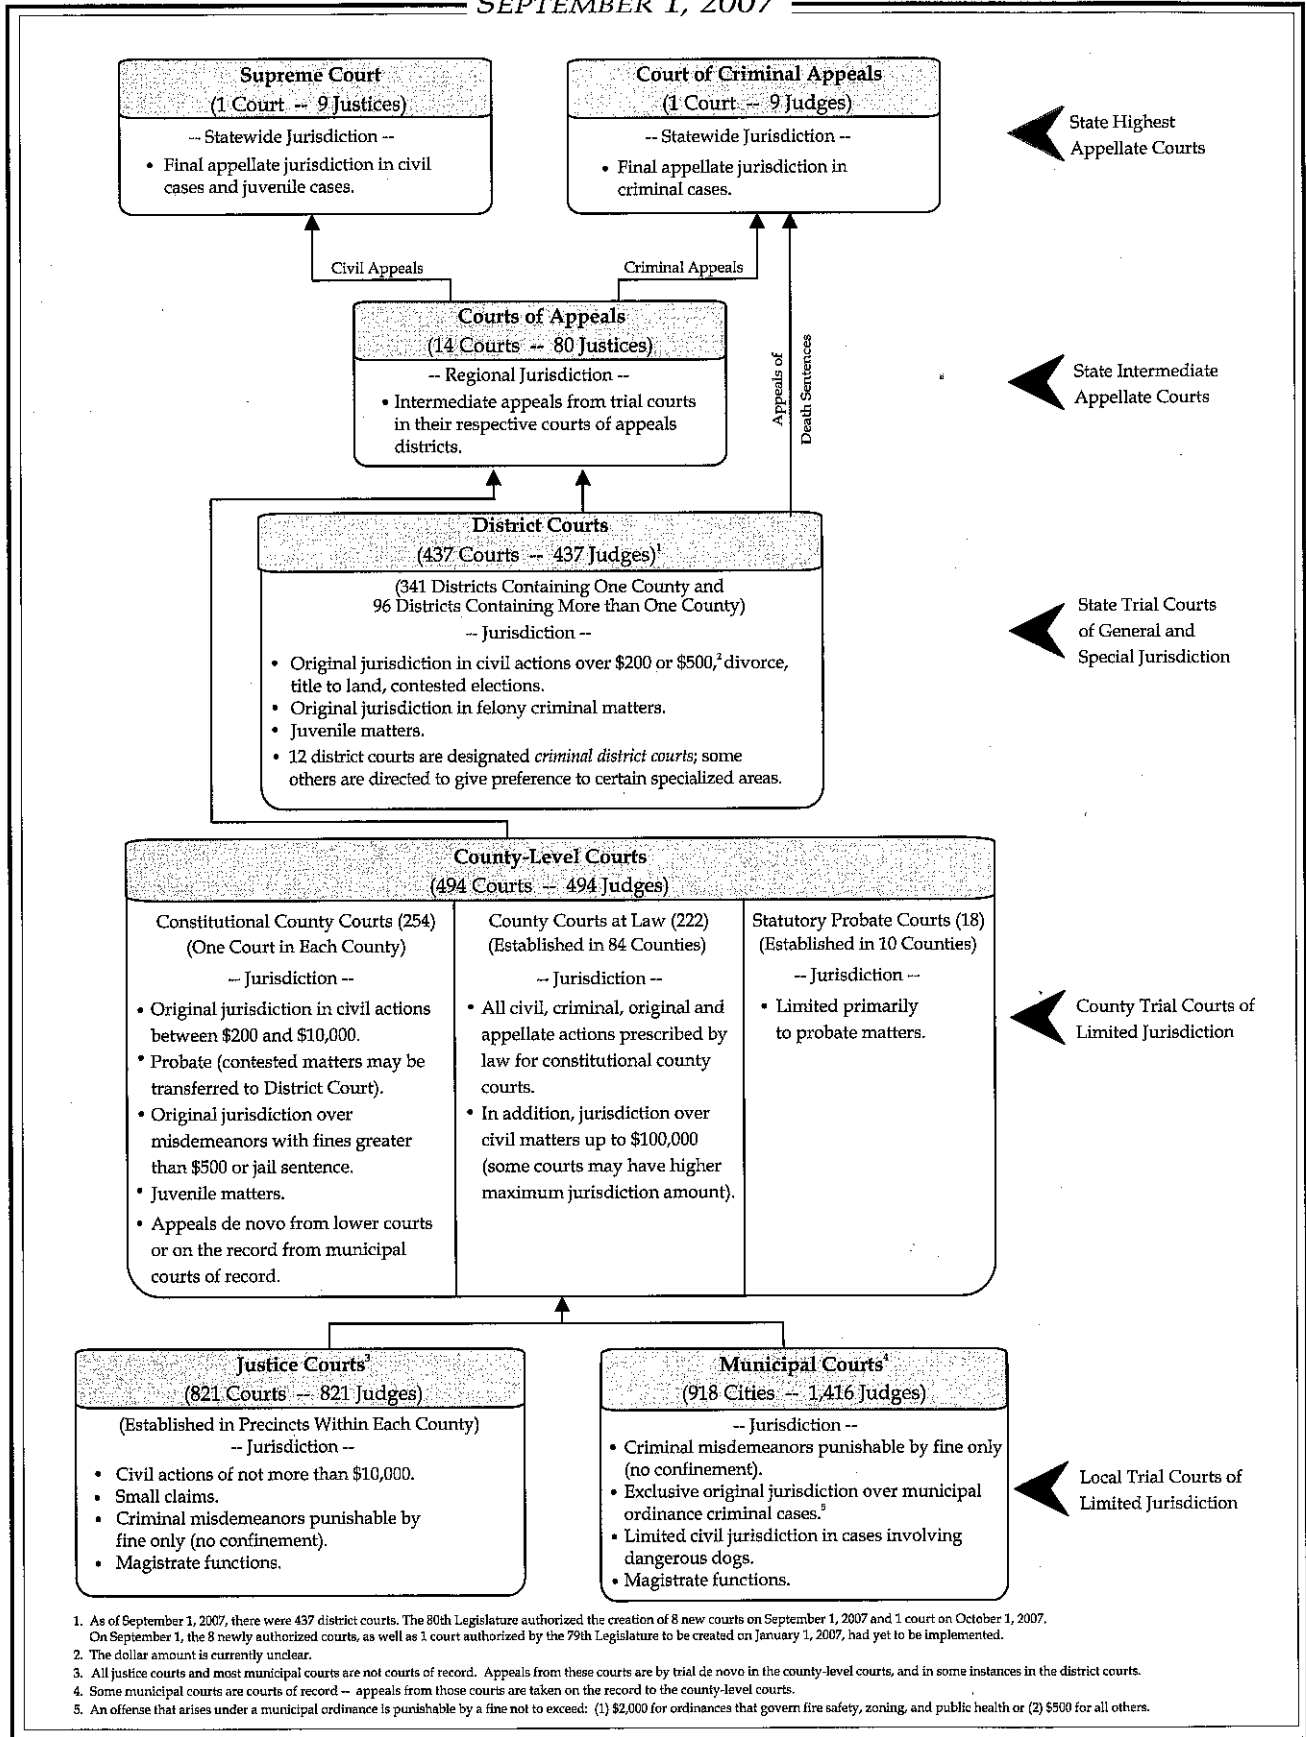 SEPTEMBER 1, 2007
Supreme Court
(1 Court -- 9 Justices)
-- Statewide Jurisdiction --
• Final appellate jurisdiction in civil
cases and juvenile cases.
Court of Criminal Appeals
(1 Court -- 9 Judges)
-- Statewide Jurisdiction --
• Final appellate jurisdiction in
criminal cases.
State Highest
Appellate Courts
Civil Appeals
Criminal Appeals
Appeals of
Death Sentences
Courts of Appeals
(14 Courts -- 80 Justices)
-- Regional Jurisdiction --
• Intermediate appeals from trial courts
in their respective courts of appeals
districts.
State Intermediate
Appellate Courts
District Courts
(437 Courts -- 437 Judges)¹
(341 Districts Containing One County and
96 Districts Containing More than One County)
-- Jurisdiction --
• Original jurisdiction in civil actions over $200 or $500,² divorce,
title to land, contested elections.
• Original jurisdiction in felony criminal matters.
• Juvenile matters.
• 12 district courts are designated criminal district courts; some
others are directed to give preference to certain specialized areas.
State Trial Courts
of General and
Special Jurisdiction
County-Level Courts
(494 Courts -- 494 Judges)
Constitutional County Courts (254)
(One Court in Each County)
-- Jurisdiction --
• Original jurisdiction in civil actions
between $200 and $10,000.
• Probate (contested matters may be
transferred to District Court).
• Original jurisdiction over
misdemeanors with fines greater
than $500 or jail sentence.
• Juvenile matters.
• Appeals de novo from lower courts
or on the record from municipal
courts of record.
County Courts at Law (222)
(Established in 84 Counties)
-- Jurisdiction --
• All civil, criminal, original and
appellate actions prescribed by
law for constitutional county
courts.
• In addition, jurisdiction over
civil matters up to $100,000
(some courts may have higher
maximum jurisdiction amount).
Statutory Probate Courts (18)
(Established in 10 Counties)
-- Jurisdiction --
• Limited primarily
to probate matters.
County Trial Courts of
Limited Jurisdiction
Justice Courts³
(821 Courts -- 821 Judges)
(Established in Precincts Within Each County)
-- Jurisdiction --
• Civil actions of not more than $10,000.
• Small claims.
• Criminal misdemeanors punishable by
fine only (no confinement).
• Magistrate functions.
Municipal Courts⁴
(918 Cities -- 1,416 Judges)
-- Jurisdiction --
• Criminal misdemeanors punishable by fine only
(no confinement).
• Exclusive original jurisdiction over municipal
ordinance criminal cases.⁵
• Limited civil jurisdiction in cases involving
dangerous dogs.
• Magistrate functions.
Local Trial Courts of
Limited Jurisdiction
1. As of September 1, 2007, there were 437 district courts. The 80th Legislature authorized the creation of 8 new courts on September 1, 2007 and 1 court on October 1, 2007.
On September 1, the 8 newly authorized courts, as well as 1 court authorized by the 79th Legislature to be created on January 1, 2007, had yet to be implemented.
2. The dollar amount is currently unclear.
3. All justice courts and most municipal courts are not courts of record. Appeals from these courts are by trial de novo in the county-level courts, and in some instances in the district courts.
4. Some municipal courts are courts of record -- appeals from those courts are taken on the record to the county-level courts.
5. An offense that arises under a municipal ordinance is punishable by a fine not to exceed: (1) $2,000 for ordinances that govern fire safety, zoning, and public health or (2) $500 for all others.